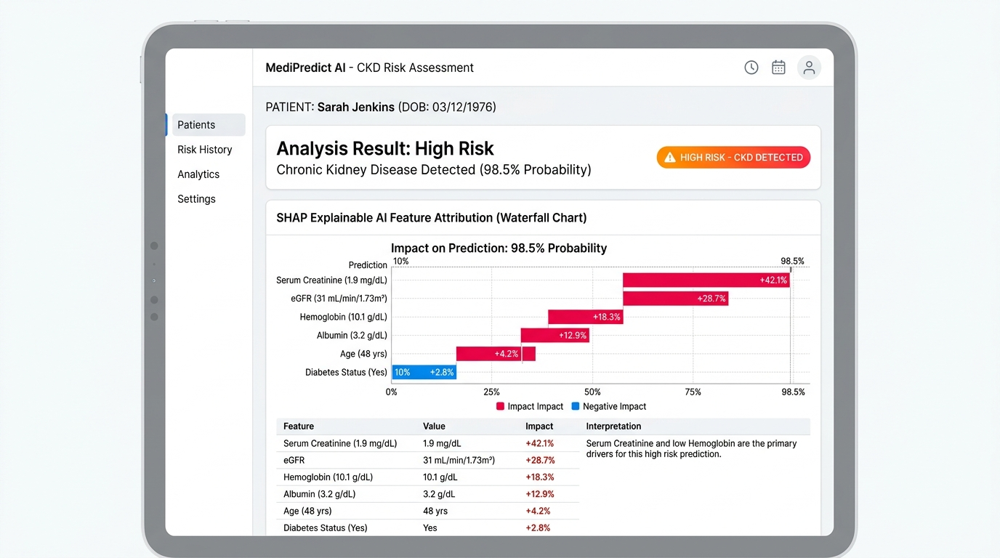 MediPredict AI - CKD Risk Assessment
PATIENT: Sarah Jenkins (DOB: 03/12/1976)
Patients
Risk History
Analytics
Settings
Analysis Result: High Risk
Chronic Kidney Disease Detected (98.5% Probability)
HIGH RISK - CKD DETECTED
SHAP Explainable AI Feature Attribution (Waterfall Chart)
Impact on Prediction: 98.5% Probability
Prediction 10% 98.5%
Serum Creatinine (1.9 mg/dL) +42.1%
eGFR (31 mL/min/1.73m²) +28.7%
Hemoglobin (10.1 g/dL) +18.3%
Albumin (3.2 g/dL) +12.9%
Age (48 yrs) +4.2%
Diabetes Status (Yes) 10% +2.8%
0% 25% 50% 75% 98.5%
Impact Impact Negative Impact
Feature Value Impact Interpretation
Serum Creatinine (1.9 mg/dL) 1.9 mg/dL +42.1% Serum Creatinine and low Hemoglobin are the primary
drivers for this high risk prediction.
eGFR 31 mL/min/1.73m²) +28.7%
Hemoglobin (10.1 g/dL) 10.1 g/dL +18.3%
Albumin (3.2 g/dL) 3.2 g/dL +12.9%
Age (48 yrs) 48 yrs +4.2%
Diabetes Status (Yes) Yes +2.8%